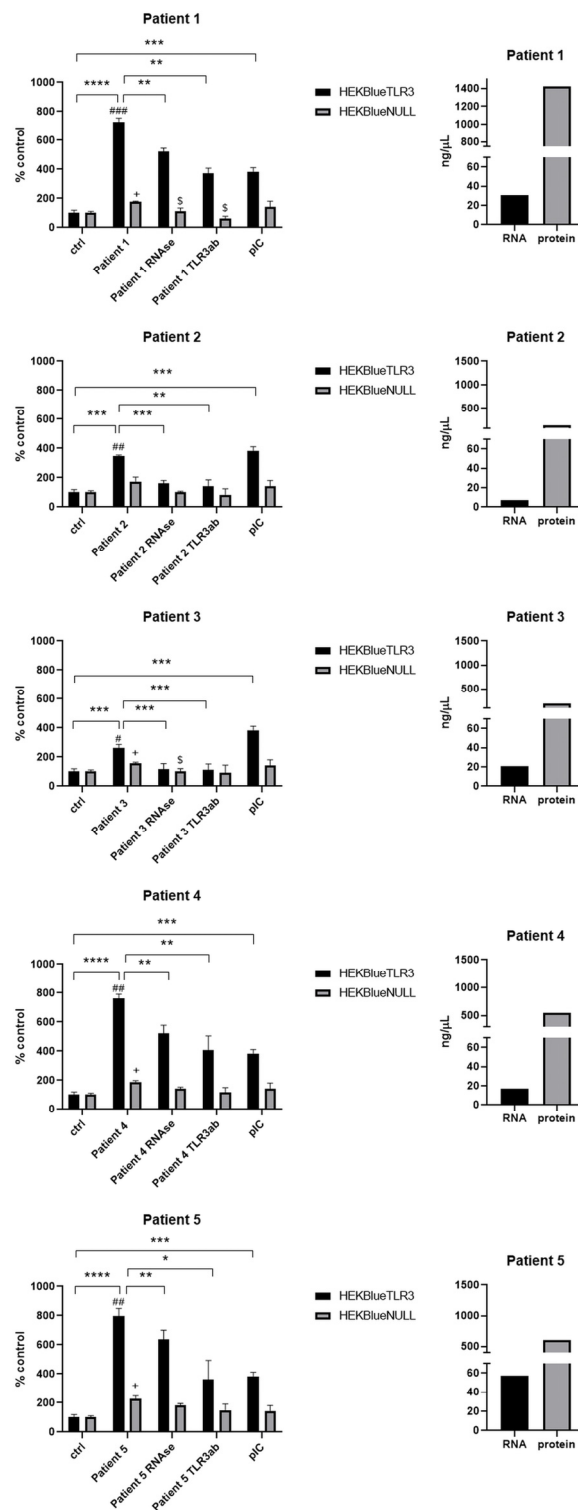 Patient 1
***
**
**** **
###
+
$
$
1000
800
600
400
200
0
% control
ctrl
Patient 1
Patient 1 RNAse
Patient 1 TLR3ab
pIC
HEKBlueTLR3
HEKBlueNULL
Patient 1
1400
1200
1000
800
60
40
20
0
ng/µL
RNA protein
Patient 2
***
**
*** ***
##
1000
800
600
400
200
0
% control
ctrl
Patient 2
Patient 2 RNAse
Patient 2 TLR3ab
pIC
HEKBlueTLR3
HEKBlueNULL
Patient 2
1500
1000
500
60
40
20
0
ng/µL
RNA protein
Patient 3
***
***
*** ***
#
+
$
1000
800
600
400
200
0
% control
ctrl
Patient 3
Patient 3 RNAse
Patient 3 TLR3ab
pIC
HEKBlueTLR3
HEKBlueNULL
Patient 3
1500
1000
500
60
40
20
0
ng/µL
RNA protein
Patient 4
***
**
**** **
##
+
1000
800
600
400
200
0
% control
ctrl
Patient 4
Patient 4 RNAse
Patient 4 TLR3ab
pIC
HEKBlueTLR3
HEKBlueNULL
Patient 4
1500
1000
500
60
40
20
0
ng/µL
RNA protein
Patient 5
***
*
**** **
##
+
1000
800
600
400
200
0
% control
ctrl
Patient 5
Patient 5 RNAse
Patient 5 TLR3ab
pIC
HEKBlueTLR3
HEKBlueNULL
Patient 5
1500
1000
500
60
40
20
0
ng/µL
RNA protein